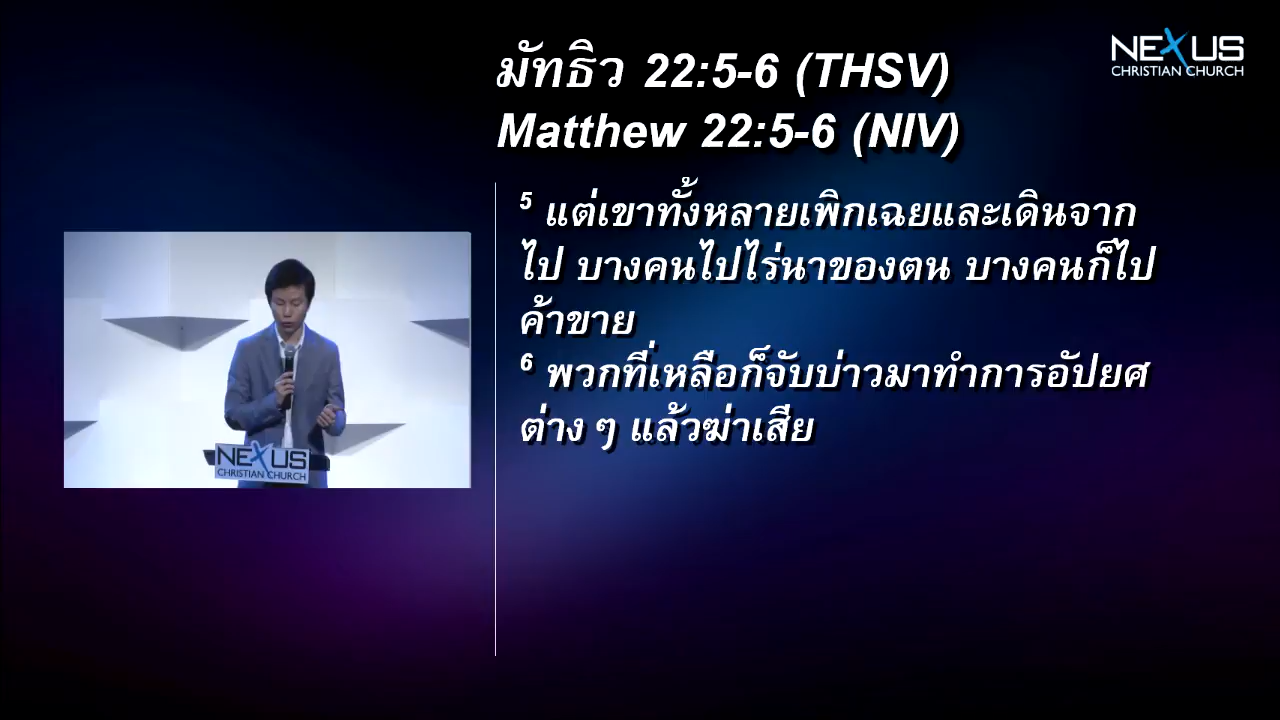 NEXUS
CHRISTIAN CHURCH
มัทธิว 22:5-6 (THSV)
Matthew 22:5-6 (NIV)
5 แต่เขาทั้งหลายเพิกเฉยและเดินจาก
ไป บางคนไปไร่นาของตน บางคนก็ไป
ค้าขาย
6 พวกที่เหลือก็จับบ่าวมาทำการอัปยศ
ต่าง ๆ แล้วฆ่าเสีย
NEXUS
CHRISTIAN CHURCH